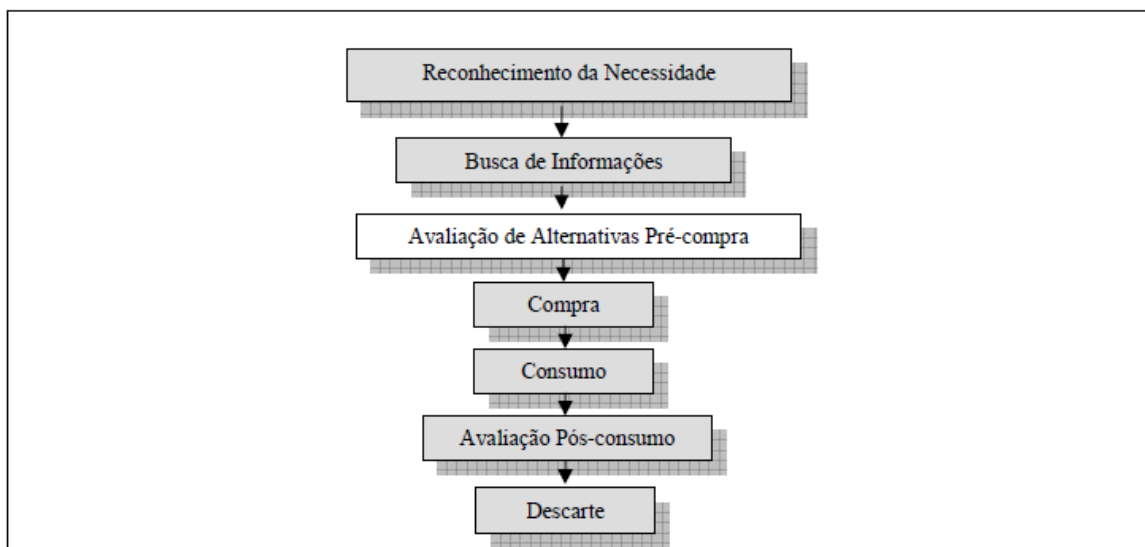 Reconhecimento da Necessidade
Busca de Informações
Avaliação de Alternativas Pré-compra
Compra
Consumo
Avaliação Pós-consumo
Descarte